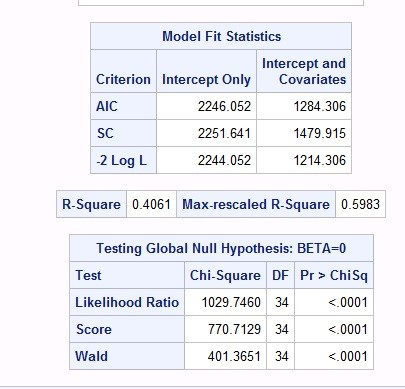 Model Fit Statistics
Criterion Intercept Only Intercept and Covariates
AIC 2246.052 1284.306
SC 2251.641 1479.915
-2 Log L 2244.052 1214.306
R-Square 0.4061 Max-rescaled R-Square 0.5983
Testing Global Null Hypothesis: BETA=0
Test Chi-Square DF Pr > ChiSq
Likelihood Ratio 1029.7460 34 <.0001
Score 770.7129 34 <.0001
Wald 401.3651 34 <.0001